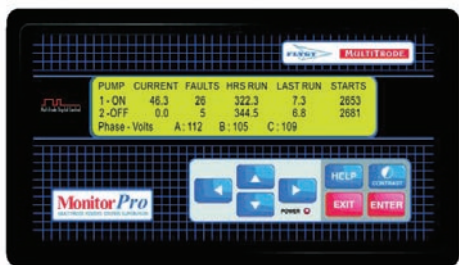 FLYGT MULTITRODE
PUMP CURRENT FAULTS HRS RUN LAST RUN STARTS
1 - ON 46.3 26 322.3 7.3 2653
2 -OFF 0.0 5 344.5 6.8 2681
Phase - Volts A : 112 B : 105 C : 109
HELP
CONTRAST
MonitorPro
POWER
EXIT ENTER